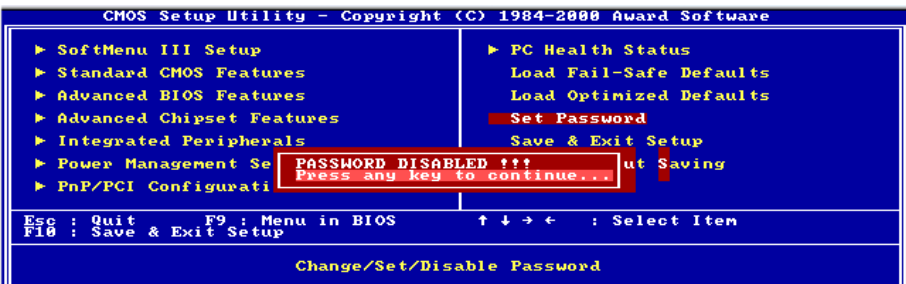 CMOS Setup Utility - Copyright (C) 1984-2000 Award Software
► SoftMenu III Setup
► Standard CMOS Features
► Advanced BIOS Features
► Advanced Chipset Features
► Integrated Peripherals
► Power Management Se
► PnP/PCI Configurati
► PC Health Status
Load Fail-Safe Defaults
Load Optimized Defaults
Set Password
Save & Exit Setup
ut Saving
PASSWORD DISABLED !!!
Press any key to continue...
Esc : Quit F9 : Menu in BIOS ↑ ↓ → ← : Select Item
F10 : Save & Exit Setup
Change/Set/Disable Password